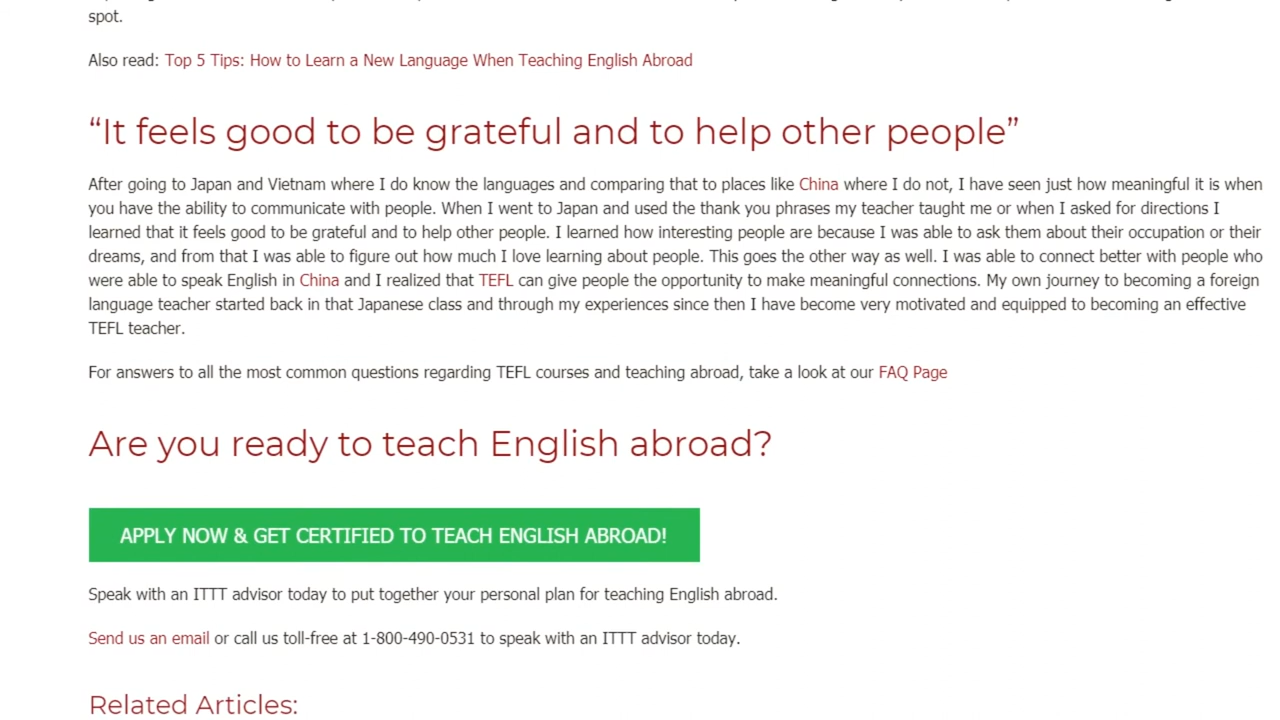 spot.
Also read: Top 5 Tips: How to Learn a New Language When Teaching English Abroad
“It feels good to be grateful and to help other people”
After going to Japan and Vietnam where I do know the languages and comparing that to places like China where I do not, I have seen just how meaningful it is when
you have the ability to communicate with people. When I went to Japan and used the thank you phrases my teacher taught me or when I asked for directions I
learned that it feels good to be grateful and to help other people. I learned how interesting people are because I was able to ask them about their occupation or their
dreams, and from that I was able to figure out how much I love learning about people. This goes the other way as well. I was able to connect better with people who
were able to speak English in China and I realized that TEFL can give people the opportunity to make meaningful connections. My own journey to becoming a foreign
language teacher started back in that Japanese class and through my experiences since then I have become very motivated and equipped to becoming an effective
TEFL teacher.
For answers to all the most common questions regarding TEFL courses and teaching abroad, take a look at our FAQ Page
Are you ready to teach English abroad?
APPLY NOW & GET CERTIFIED TO TEACH ENGLISH ABROAD!
Speak with an ITTT advisor today to put together your personal plan for teaching English abroad.
Send us an email or call us toll-free at 1-800-490-0531 to speak with an ITTT advisor today.
Related Articles: